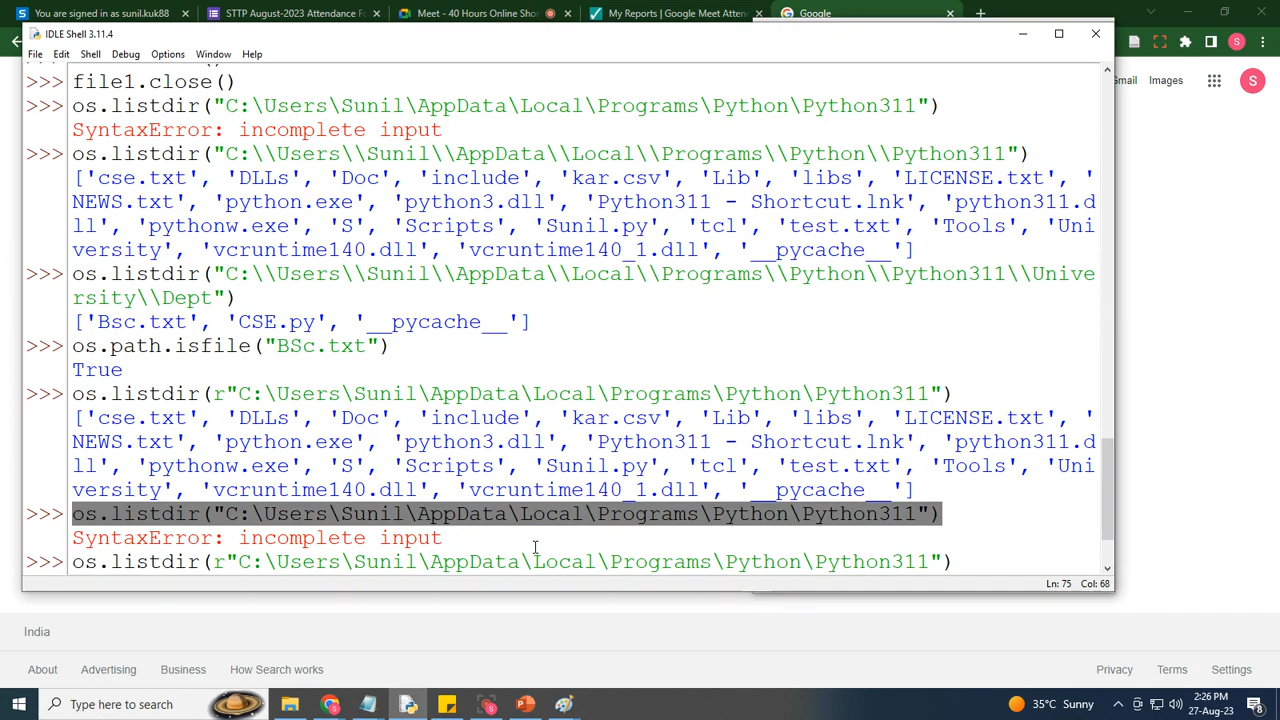 You are signed in as sunil.kuk88
STTP August-2023 Attendance F
Meet - 40 Hours Online Shor
My Reports | Google Meet Atten
Google
IDLE Shell 3.11.4
File Edit Shell Debug Options Window Help
Gmail Images
S
>>> file1.close()
>>> os.listdir("C:\Users\Sunil\AppData\Local\Programs\Python\Python311")
SyntaxError: incomplete input
>>> os.listdir("C:\\Users\\Sunil\\AppData\\Local\\Programs\\Python\\Python311")
['cse.txt', 'DLLs', 'Doc', 'include', 'kar.csv', 'Lib', 'libs', 'LICENSE.txt', '
NEWS.txt', 'python.exe', 'python3.dll', 'Python311 - Shortcut.lnk', 'python311.d
ll', 'pythonw.exe', 'S', 'Scripts', 'Sunil.py', 'tcl', 'test.txt', 'Tools', 'Uni
versity', 'vcruntime140.dll', 'vcruntime140_1.dll', '__pycache__']
>>> os.listdir("C:\\Users\\Sunil\\AppData\\Local\\Programs\\Python\\Python311\\Unive
rsity\\Dept")
['Bsc.txt', 'CSE.py', '__pycache__']
>>> os.path.isfile("BSc.txt")
True
>>> os.listdir(r"C:\Users\Sunil\AppData\Local\Programs\Python\Python311")
['cse.txt', 'DLLs', 'Doc', 'include', 'kar.csv', 'Lib', 'libs', 'LICENSE.txt', '
NEWS.txt', 'python.exe', 'python3.dll', 'Python311 - Shortcut.lnk', 'python311.d
ll', 'pythonw.exe', 'S', 'Scripts', 'Sunil.py', 'tcl', 'test.txt', 'Tools', 'Uni
versity', 'vcruntime140.dll', 'vcruntime140_1.dll', '__pycache__']
>>> os.listdir("C:\Users\Sunil\AppData\Local\Programs\Python\Python311")
SyntaxError: incomplete input
>>> os.listdir(r"C:\Users\Sunil\AppData\Local\Programs\Python\Python311")
Ln: 75 Col: 68
India
About Advertising Business How Search works Privacy Terms Settings
Type here to search
35°C Sunny
ENG
2:26 PM
27-Aug-23
8